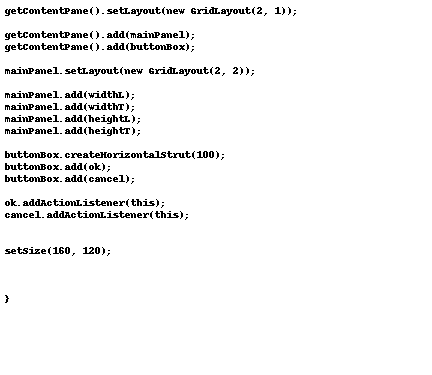 getContentPane().setLayout(new GridLayout(2, 1));
getContentPane().add(mainPanel);
getContentPane().add(buttonBox);
mainPanel.setLayout(new GridLayout(2, 2));
mainPanel.add(widthL);
mainPanel.add(widthT);
mainPanel.add(heightL);
mainPanel.add(heightT);
buttonBox.createHorizontalStrut(100);
buttonBox.add(ok);
buttonBox.add(cancel);
ok.addActionListener(this);
cancel.addActionListener(this);
setSize(160, 120);
}